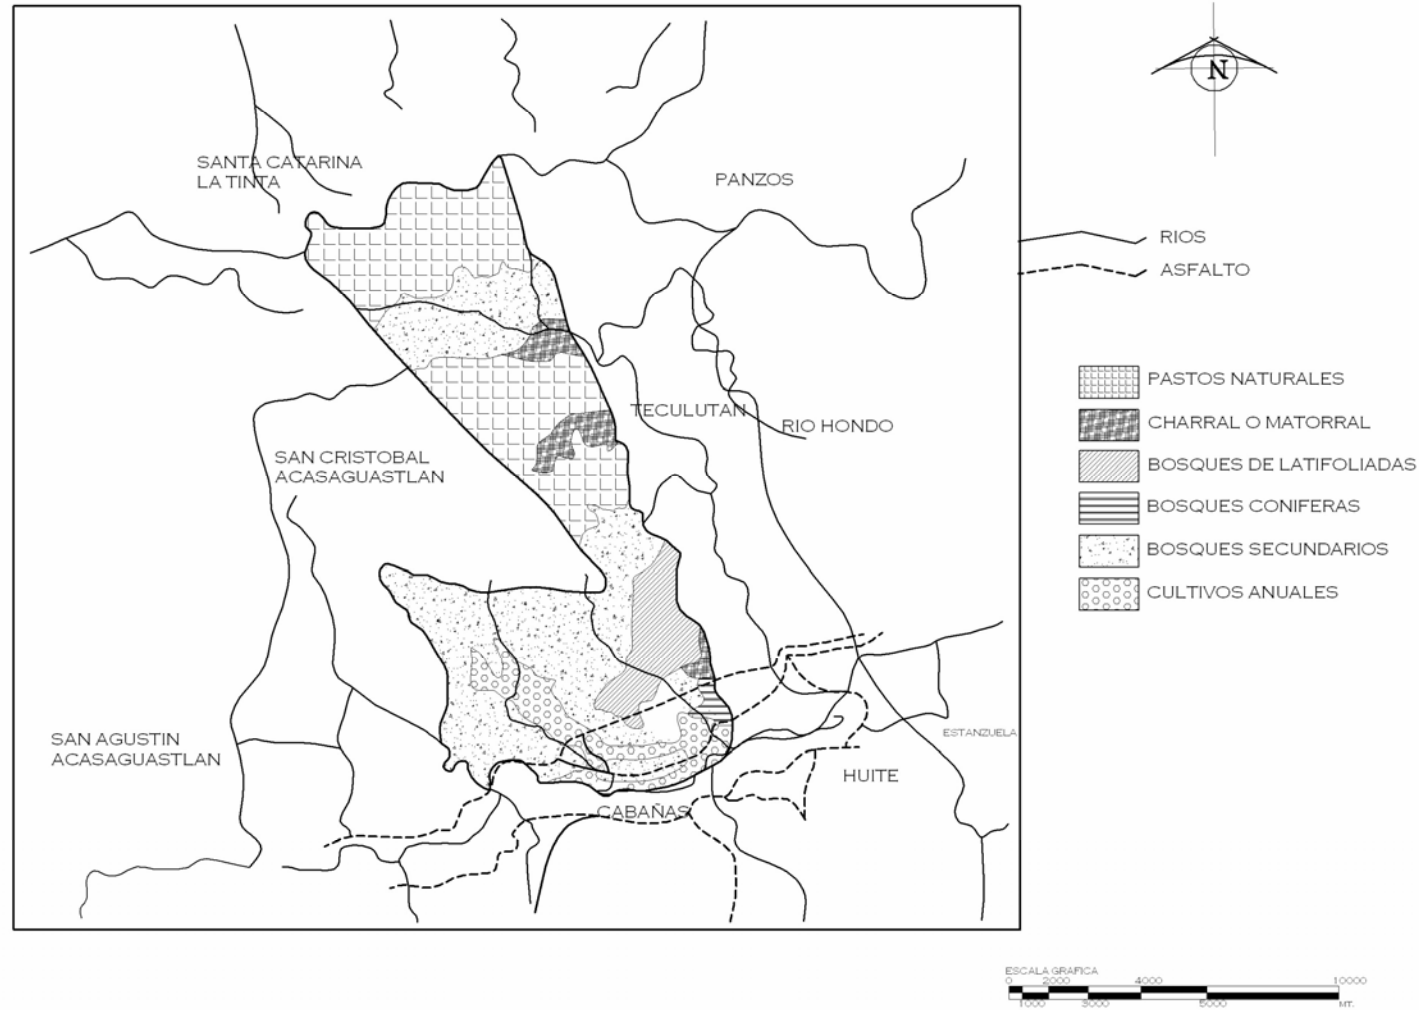 N
SANTA CATARINA
LA TINTA
PANZOS
RIOS
ASFALTO
PASTOS NATURALES
TECULUTAN
CHARRAL O MATORRAL
RIO HONDO
SAN CRISTOBAL
ACASAGUASTLAN
BOSQUES DE LATIFOLIADAS
BOSQUES CONIFERAS
BOSQUES SECUNDARIOS
CULTIVOS ANUALES
SAN AGUSTIN
ACASAGUASTLAN
ESTANZUELA
HUITE
CABAÑAS
ESCALA GRAFICA
0 2000 4000 10000
1000 3000 5000 MT.